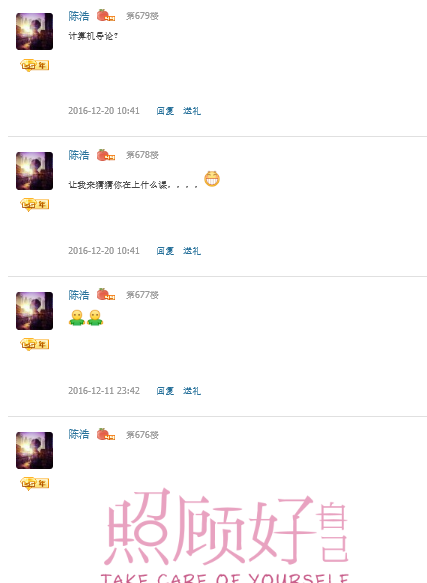 陈浩 第679楼
计算机导论?
年
2016-12-20 10:41 回复 送礼
陈浩 第678楼
让我来猜猜你在上什么课....
年
2016-12-20 10:41 回复 送礼
陈浩 第677楼
年
2016-12-11 23:42 回复 送礼
陈浩 第676楼
年
照顾好自己
TAKE CARE OF YOURSELF